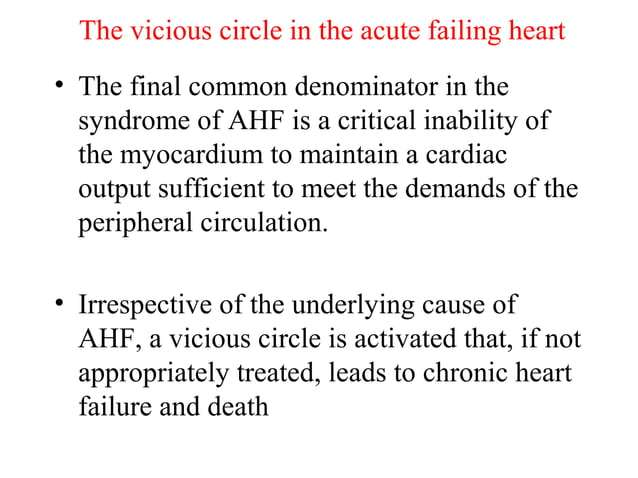 The vicious circle in the acute failing heart
• The final common denominator in the
syndrome of AHF is a critical inability of
the myocardium to maintain a cardiac
output sufficient to meet the demands of the
peripheral circulation.
• Irrespective of the underlying cause of
AHF, a vicious circle is activated that, if not
appropriately treated, leads to chronic heart
failure and death